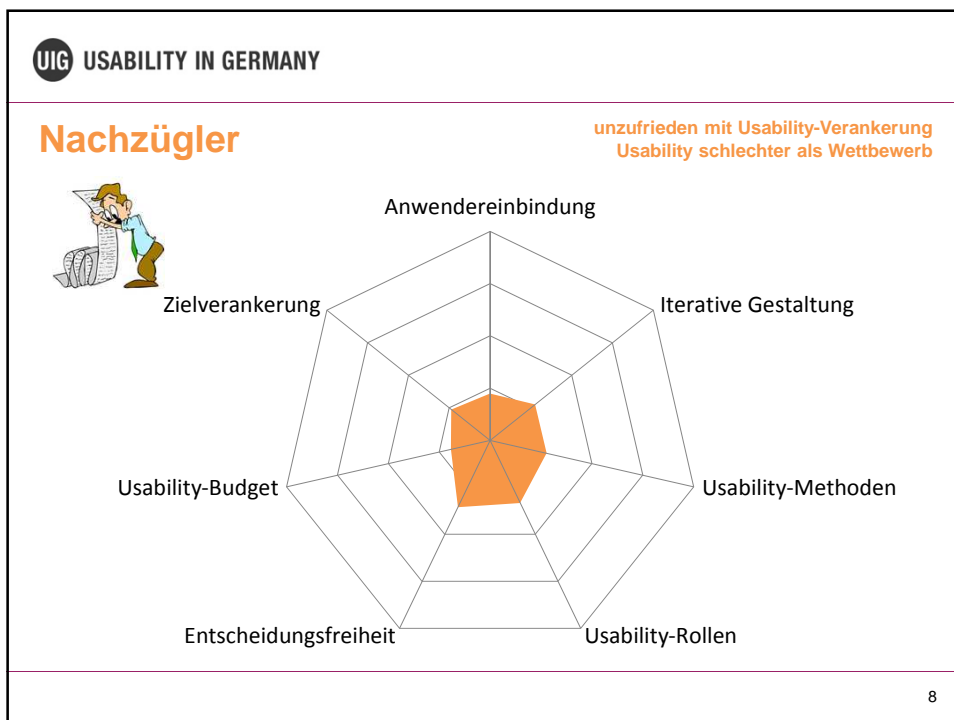 UIG USABILITY IN GERMANY
Nachzügler
unzufrieden mit Usability-Verankerung
Usability schlechter als Wettbewerb
Anwendereinbindung
Zielverankerung
Iterative Gestaltung
Usability-Budget
Usability-Methoden
Entscheidungsfreiheit
Usability-Rollen
8